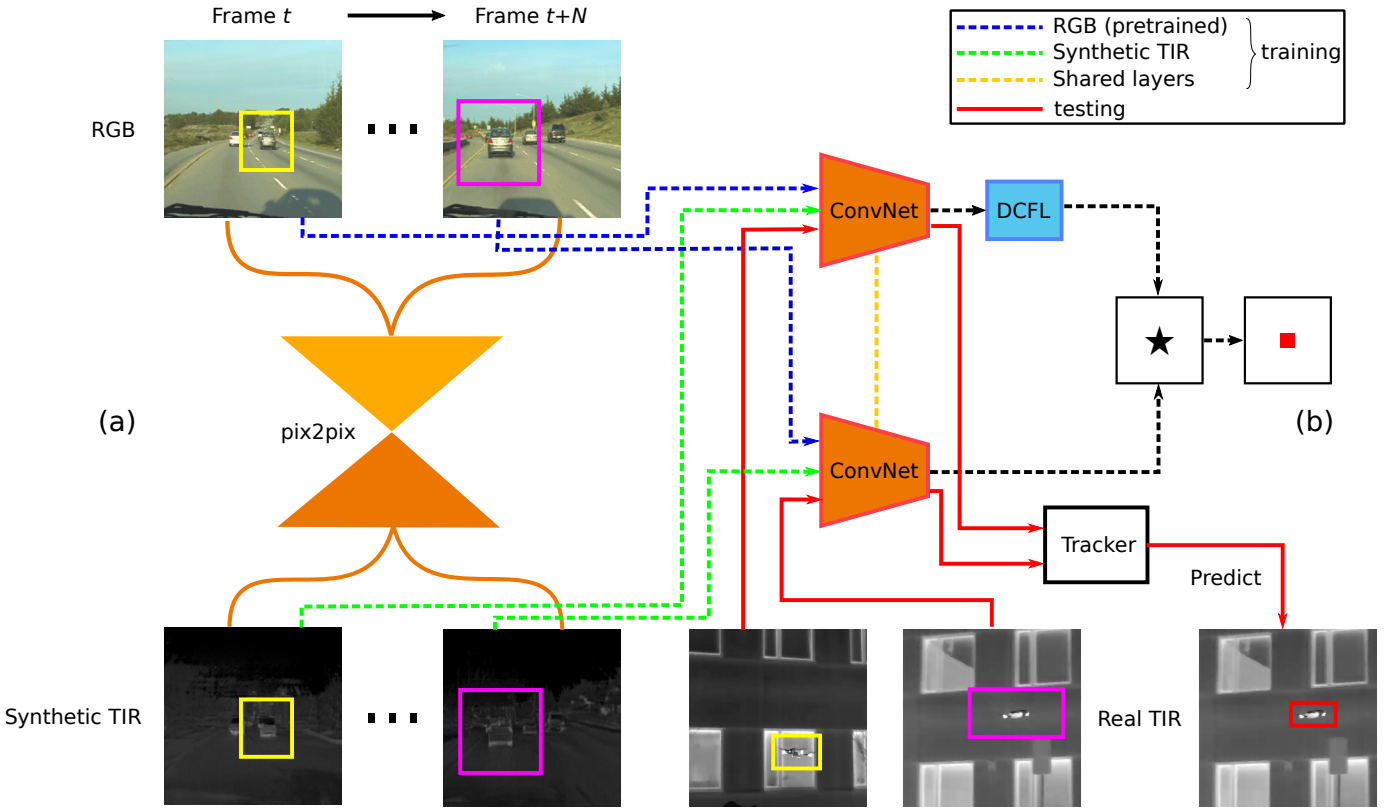 Frame t
Frame t+N
RGB (pretrained)
Synthetic TIR
Shared layers
training
testing
RGB
ConvNet
DCFL
(a)
pix2pix
(b)
ConvNet
Tracker
Predict
Synthetic TIR
Real TIR